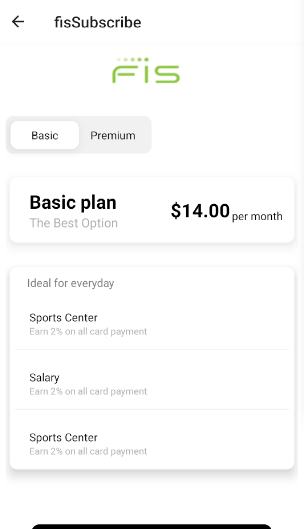 fisSubscribe
FIS
Basic Premium
Basic plan
$14.00 per month
The Best Option
Ideal for everyday
Sports Center
Earn 2% on all card payment
Salary
Earn 2% on all card payment
Sports Center
Earn 2% on all card payment